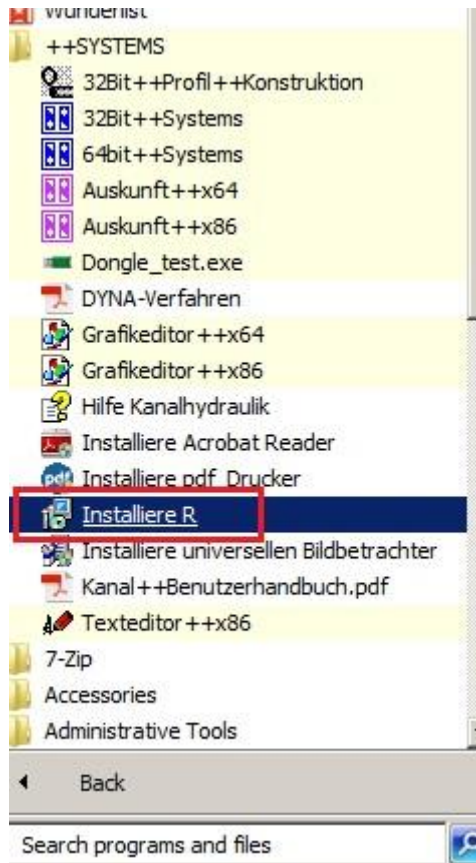 Wunderlist
++SYSTEMS
32Bit++Profil++Konstruktion
32Bit++Systems
64bit++Systems
Auskunft++x64
Auskunft++x86
Dongle_test.exe
DYNA-Verfahren
Grafikeditor++x64
Grafikeditor++x86
Hilfe Kanalhydraulik
Installiere Acrobat Reader
Installiere pdf_Drucker
Installiere R
Installiere universellen Bildbetrachter
Kanal++Benutzerhandbuch.pdf
Texteditor++x86
7-Zip
Accessories
Administrative Tools
Back
Search programs and files